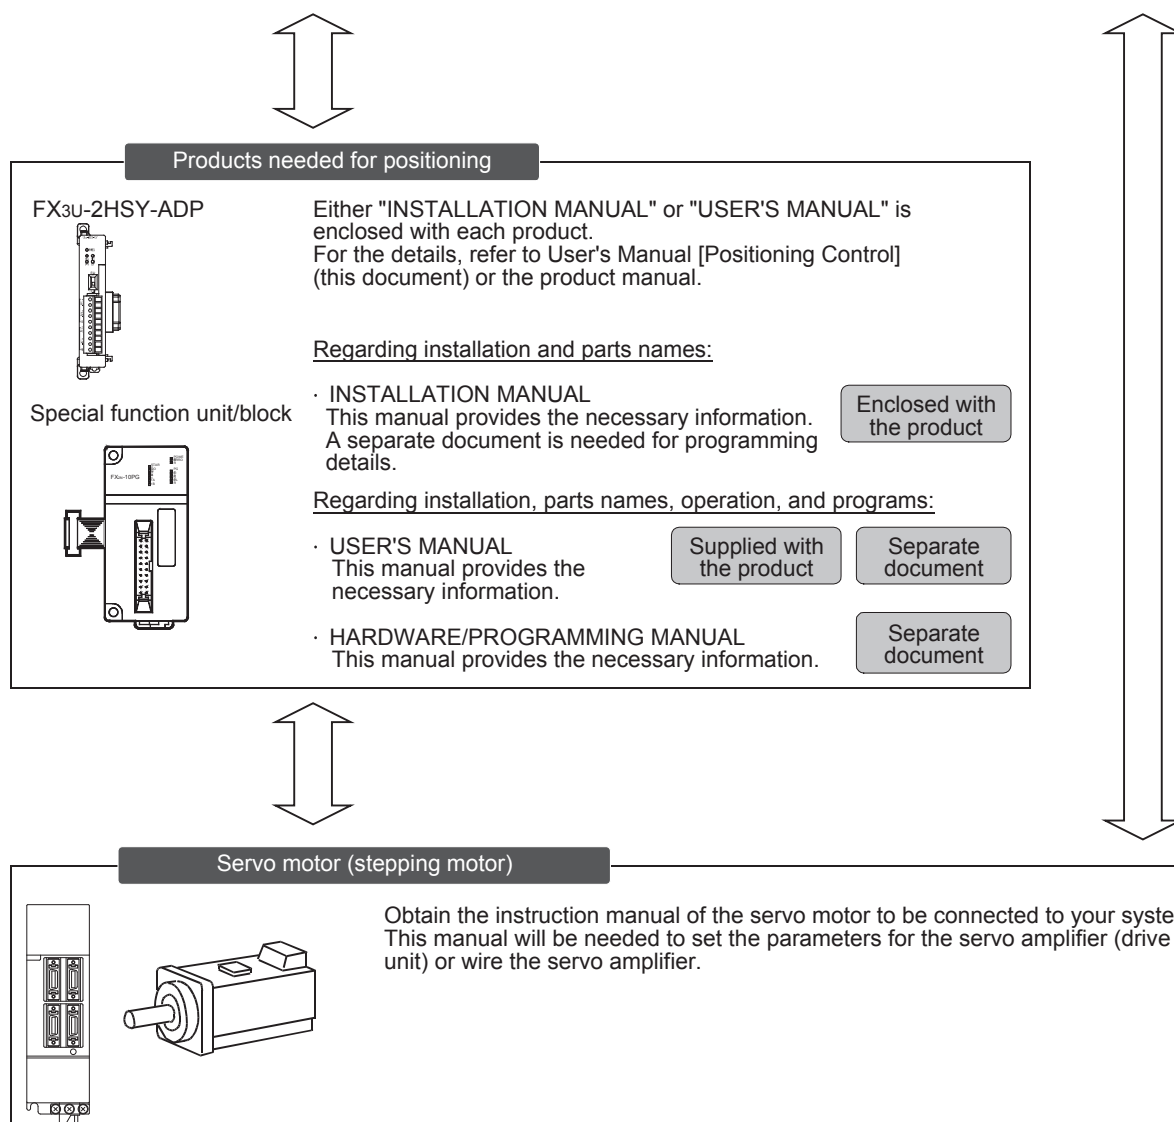 Products needed for positioning
FX3U-2HSY-ADP
Either "INSTALLATION MANUAL" or "USER'S MANUAL" is
enclosed with each product.
For the details, refer to User's Manual [Positioning Control]
(this document) or the product manual.
Regarding installation and parts names:
Special function unit/block
· INSTALLATION MANUAL
This manual provides the necessary information.
A separate document is needed for programming
details.
Enclosed with
the product
FX2N-10PG
Regarding installation, parts names, operation, and programs:
· USER'S MANUAL
This manual provides the
necessary information.
Supplied with
the product
Separate
document
· HARDWARE/PROGRAMMING MANUAL
This manual provides the necessary information.
Separate
document
Servo motor (stepping motor)
Obtain the instruction manual of the servo motor to be connected to your syste
This manual will be needed to set the parameters for the servo amplifier (drive
unit) or wire the servo amplifier.